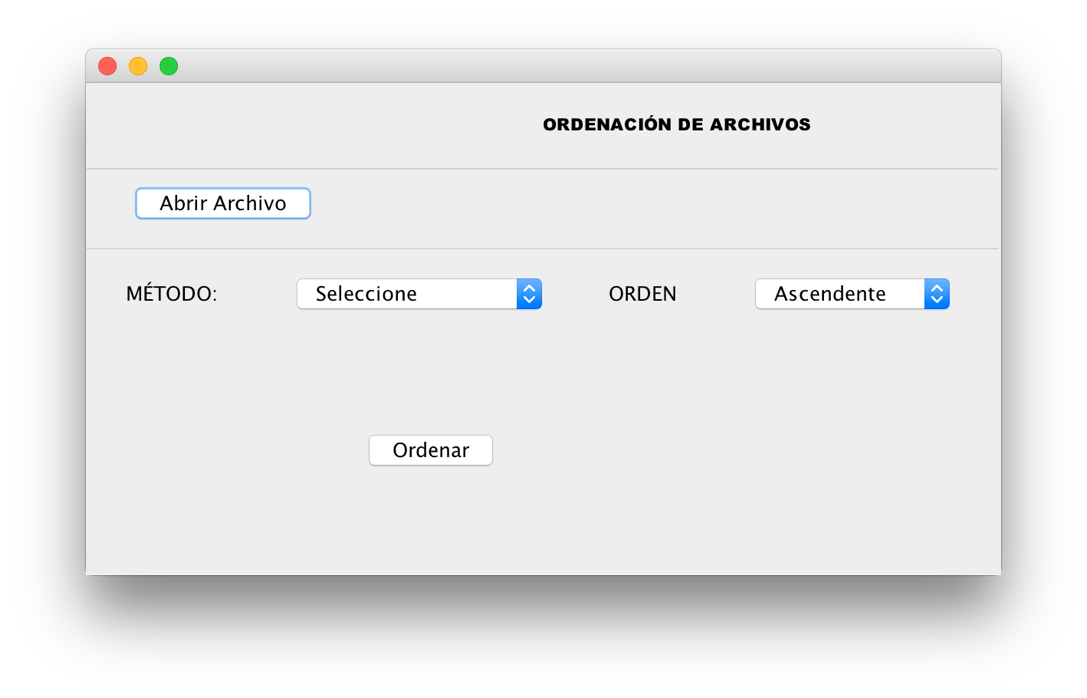 ORDENACIÓN DE ARCHIVOS
Abrir Archivo
MÉTODO: Seleccione ORDEN Ascendente
Ordenar